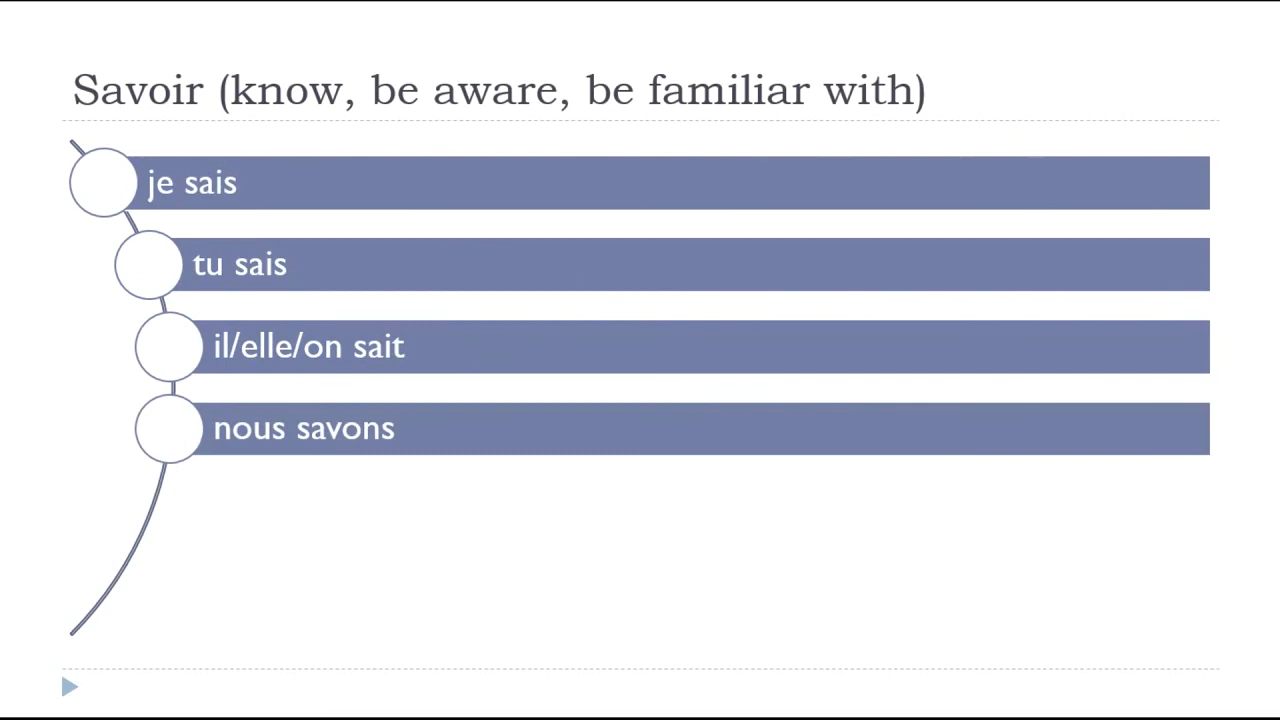 Savoir (know, be aware, be familiar with)
je sais
tu sais
il/elle/on sait
nous savons